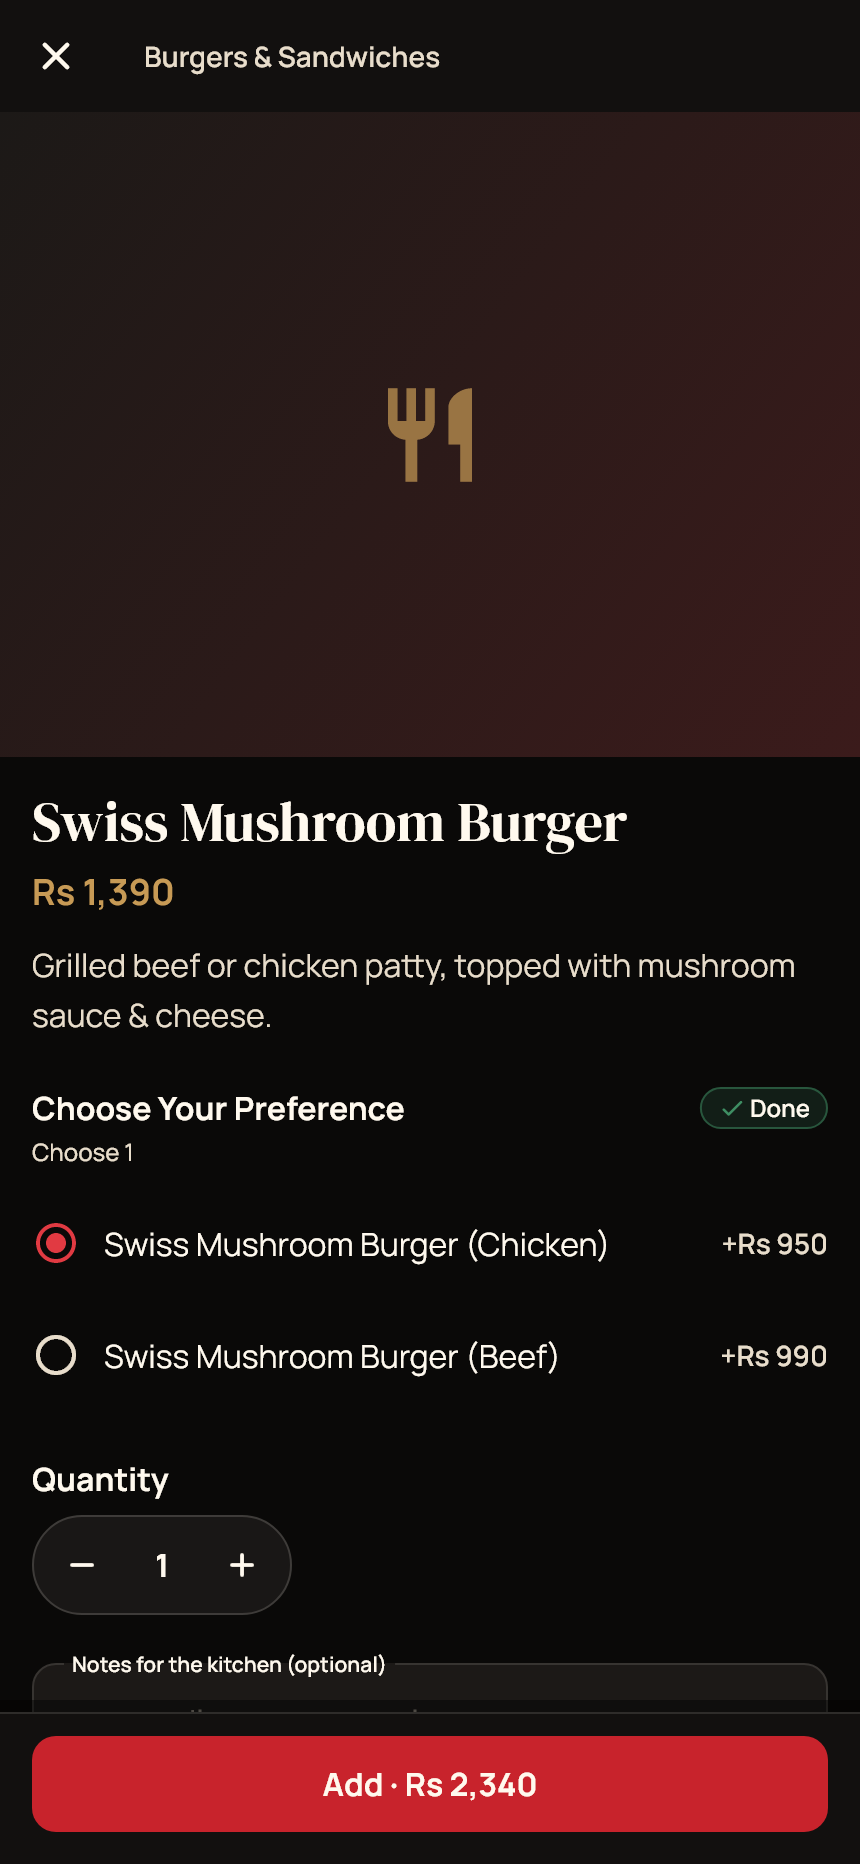 Burgers & Sandwiches
Swiss Mushroom Burger
Rs 1,390
Grilled beef or chicken patty, topped with mushroom
sauce & cheese.
Choose Your Preference
Done
Choose 1
Swiss Mushroom Burger (Chicken)
+Rs 950
Swiss Mushroom Burger (Beef)
+Rs 990
Quantity
1
Notes for the kitchen (optional)
Add · Rs 2,340